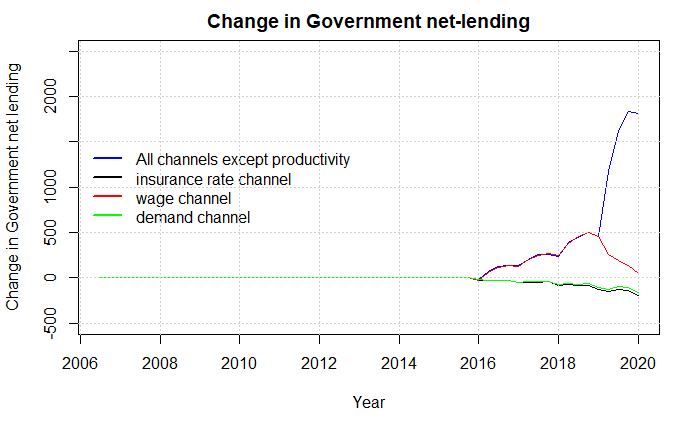 Change in Government net-lending
Change in Government net lending
2000
1000
500
0
-500
All channels except productivity
insurance rate channel
wage channel
demand channel
2006 2008 2010 2012 2014 2016 2018 2020
Year